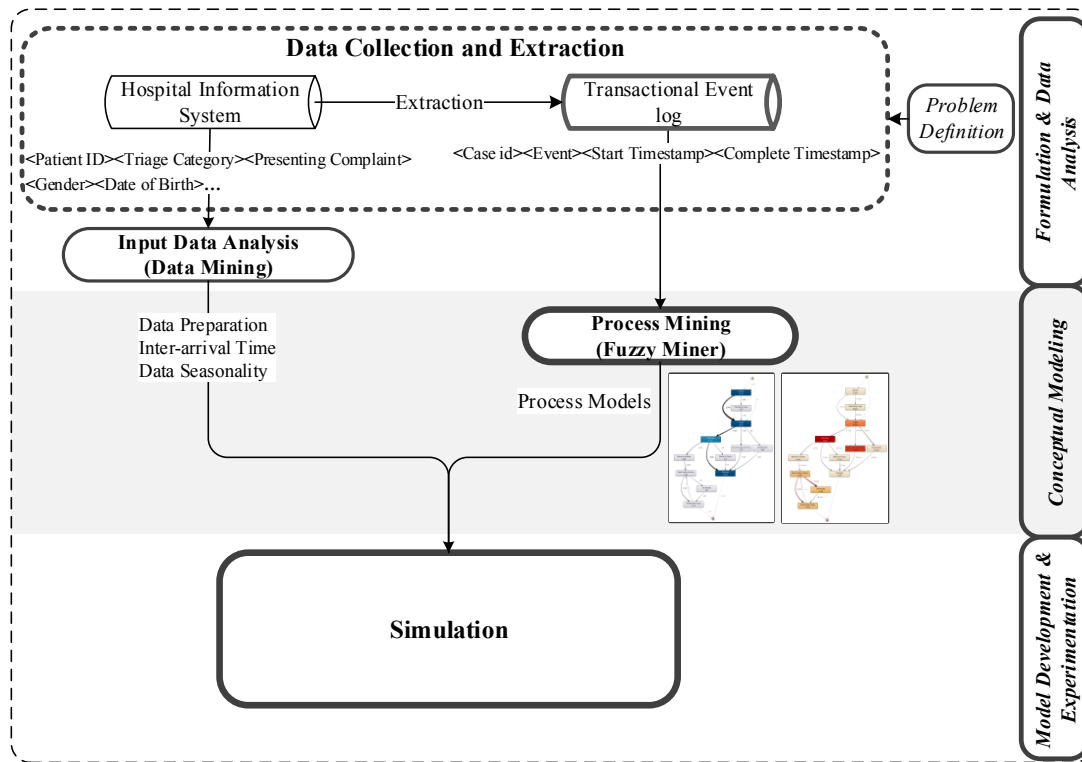 Data Collection and Extraction
Hospital Information
System
Extraction
Transactional Event
log
Problem
Definition
<Patient ID><Triage Category><Presenting Complaint>
<Gender><Date of Birth>...
<Case id><Event><Start Timestamp><Complete Timestamp>
Formulation & Data
Analysis
Input Data Analysis
(Data Mining)
Data Preparation
Inter-arrival Time
Data Seasonality
Process Mining
(Fuzzy Miner)
Process Models
Conceptual Modeling
Simulation
Model Development &
Experimentation